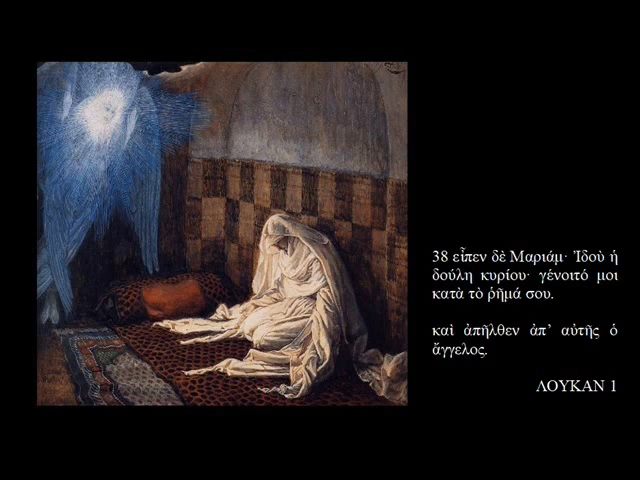 38 εἶπεν δὲ Μαριάμ· Ἰδοὺ ἡ
δούλη κυρίου· γένοιτό μοι
κατὰ τὸ ῥῆμά σου.
καὶ ἀπῆλθεν ἀπ’ αὐτῆς ὁ
ἄγγελος.
ΛΟΥΚΑΝ 1